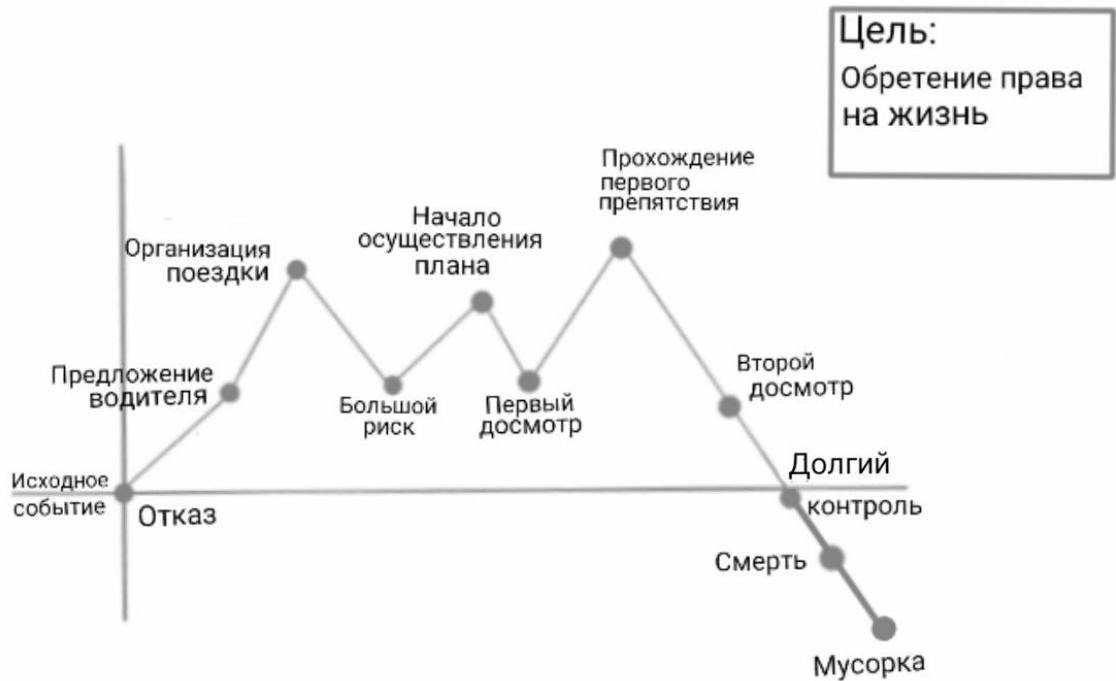 Цель:
Обретение права
на жизнь
Прохождение
первого
препятствия
Начало
осуществления
плана
Организация
поездки
Предложение
водителя
Большой
риск
Первый
досмотр
Второй
досмотр
Исходное
событие
Отказ
Долгий
контроль
Смерть
Мусорка